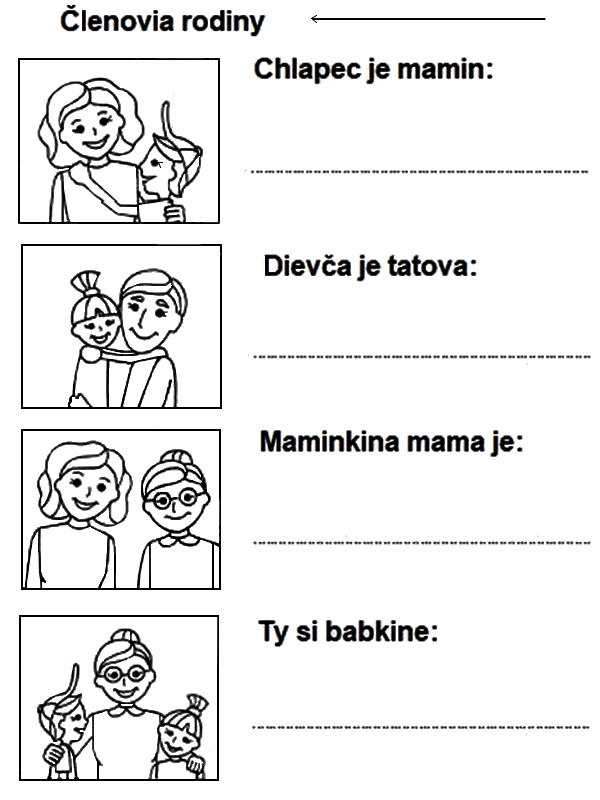 Členovia rodiny
Chlapec je mamin:
Dievča je tatova:
Maminkina mama je:
Ty si babkine: